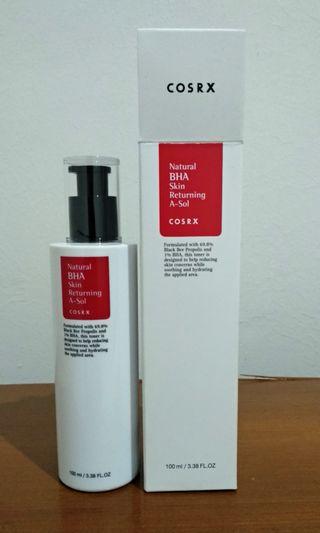 COSRX
Natural
BHA
Skin
Returning
A-Sol
COSRX
Formulated with 69.8%
Black Bee Propolis and
1% BHA, this toner is
designed to help reducing
skin concerns while
soothing and hydrating
the applied area.
100 ml / 3.38 FL.OZ
Natural
BHA
Skin
Returning
A-Sol
COSRX
Formulated with 69.8%
Black Bee Propolis and
1% BHA, this toner is
designed to help reducing
skin concerns while
soothing and hydrating
the applied area.
100 ml / 3.38 FL.OZ